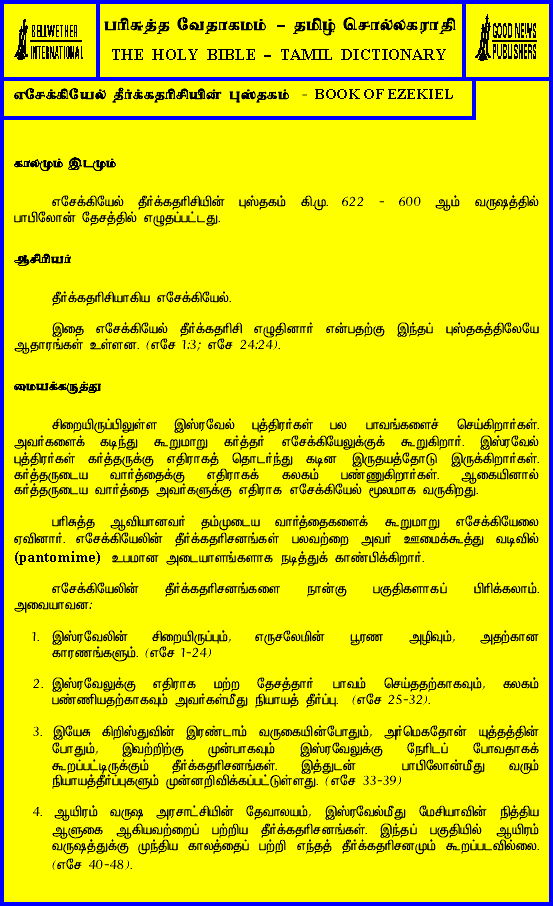 BELLWETHER
INTERNATIONAL
பரிசுத்த வேதாகமம் – தமிழ் சொல்லகராதி
THE HOLY BIBLE – TAMIL DICTIONARY
GOOD NEWS
PUBLISHERS
எசேக்கியேல் தீர்க்கதரிசியின் புஸ்தகம் - BOOK OF EZEKIEL
காலமும் இடமும்
எசேக்கியேல் தீர்க்கதரிசியின் புஸ்தகம் கி.மு. 622 - 600 ஆம் வருஷத்தில்
பாபிலோன் தேசத்தில் எழுதப்பட்டது.
ஆசிரியர்
தீர்க்கதரிசியாகிய எசேக்கியேல்.
இதை எசேக்கியேல் தீர்க்கதரிசி எழுதினார் என்பதற்கு இந்தப் புஸ்தகத்திலேயே
ஆதாரங்கள் உள்ளன. (எசே 1:3; எசே 24:24).
மையக்கருத்து
சிறையிருப்பிலுள்ள இஸ்ரவேல் புத்திரர்கள் பல பாவங்களைச் செய்கிறார்கள்.
அவர்களைக் கடிந்து கூறுமாறு கர்த்தர் எசேக்கியேலுக்குக் கூறுகிறார். இஸ்ரவேல்
புத்திரர்கள் கர்த்தருக்கு எதிராகத் தொடர்ந்து கடின இருதயத்தோடு இருக்கிறார்கள்.
கர்த்தருடைய வார்த்தைக்கு எதிராகக் கலகம் பண்ணுகிறார்கள். ஆகையினால்
கர்த்தருடைய வார்த்தை அவர்களுக்கு எதிராக எசேக்கியேல் மூலமாக வருகிறது.
பரிசுத்த ஆவியானவர் தம்முடைய வார்த்தைகளைக் கூறுமாறு எசேக்கியேலை
ஏவினார். எசேக்கியேலின் தீர்க்கதரிசனங்கள் பலவற்றை அவர் ஊமைக்கூத்து வடிவில்
(pantomime) உபமான அடையாளங்களாக நடித்துக் காண்பிக்கிறார்.
எசேக்கியேலின் தீர்க்கதரிசனங்களை நான்கு பகுதிகளாகப் பிரிக்கலாம்.
அவையாவன:
1. இஸ்ரவேலின் சிறையிருப்பும், எருசலேமின் பூரண அழிவும், அதற்கான
காரணங்களும். (எசே 1-24)
2. இஸ்ரவேலுக்கு எதிராக மற்ற தேசத்தார் பாவம் செய்ததற்காகவும், கலகம்
பண்ணியதற்காகவும் அவர்கள்மீது நியாயத் தீர்ப்பு. (எசே 25-32).
3. இயேசு கிறிஸ்துவின் இரண்டாம் வருகையின்போதும், அர்மெகதோன் யுத்தத்தின்
போதும், இவற்றிற்கு முன்பாகவும் இஸ்ரவேலுக்கு நேரிடப் போவதாகக்
கூறப்பட்டிருக்கும் தீர்க்கதரிசனங்கள். இத்துடன் பாபிலோன்மீது வரும்
நியாயத்தீர்ப்புகளும் முன்னறிவிக்கப்பட்டுள்ளது. (எசே 33-39)
4. ஆயிரம் வருஷ அரசாட்சியின் தேவாலயம், இஸ்ரவேல்மீது மேசியாவின் நித்திய
ஆளுகை ஆகியவற்றைப் பற்றிய தீர்க்கதரிசனங்கள். இந்தப் பகுதியில் ஆயிரம்
வருஷத்துக்கு முந்திய காலத்தைப் பற்றி எந்தத் தீர்க்கதரிசனமும் கூறப்படவில்லை.
(எசே 40-48).